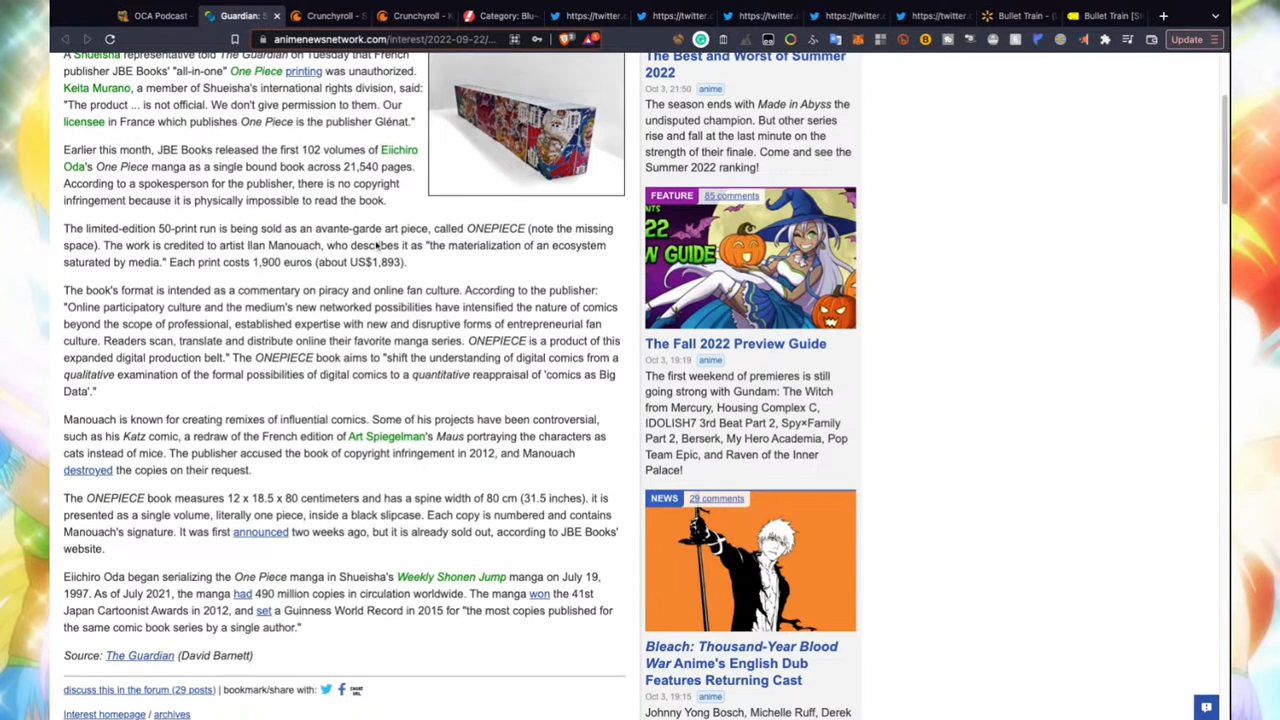 OCA Podcast
Guardian:
Crunchyroll - S
Crunchyroll - K
Category: Blu-
https://twitter.c
https://twitter.c
https://twitter.c
https://twitter.c
https://twitter.c
Bullet Train - (
Bullet Train [St
animenewsnetwork.com/interest/2022-09-22/...
Update
A Shueisha representative told The Guardian on Tuesday that French
publisher JBE Books' "all-in-one" One Piece printing was unauthorized.
Keita Murano, a member of Shueisha's international rights division, said:
"The product ... is not official. We don't give permission to them. Our
licensee in France which publishes One Piece is the publisher Glénat."
Earlier this month, JBE Books released the first 102 volumes of Eiichiro
Oda's One Piece manga as a single bound book across 21,540 pages.
According to a spokesperson for the publisher, there is no copyright
infringement because it is physically impossible to read the book.
The limited-edition 50-print run is being sold as an avante-garde art piece, called ONEPIECE (note the missing
space). The work is credited to artist Ilan Manouach, who describes it as "the materialization of an ecosystem
saturated by media." Each print costs 1,900 euros (about US$1,893).
The book's format is intended as a commentary on piracy and online fan culture. According to the publisher:
"Online participatory culture and the medium's new networked possibilities have intensified the nature of comics
beyond the scope of professional, established expertise with new and disruptive forms of entrepreneurial fan
culture. Readers scan, translate and distribute online their favorite manga series. ONEPIECE is a product of this
expanded digital production belt." The ONEPIECE book aims to "shift the understanding of digital comics from a
qualitative examination of the formal possibilities of digital comics to a quantitative reappraisal of 'comics as Big
Data'."
Manouach is known for creating remixes of influential comics. Some of his projects have been controversial,
such as his Katz comic, a redraw of the French edition of Art Spiegelman's Maus portraying the characters as
cats instead of mice. The publisher accused the book of copyright infringement in 2012, and Manouach
destroyed the copies on their request.
The ONEPIECE book measures 12 x 18.5 x 80 centimeters and has a spine width of 80 cm (31.5 inches). it is
presented as a single volume, literally one piece, inside a black slipcase. Each copy is numbered and contains
Manouach's signature. It was first announced two weeks ago, but it is already sold out, according to JBE Books'
website.
Eiichiro Oda began serializing the One Piece manga in Shueisha's Weekly Shonen Jump manga on July 19,
1997. As of July 2021, the manga had 490 million copies in circulation worldwide. The manga won the 41st
Japan Cartoonist Awards in 2012, and set a Guinness World Record in 2015 for "the most copies published for
the same comic book series by a single author."
Source: The Guardian (David Barnett)
discuss this in the forum (29 posts) | bookmark/share with:
Interest homepage / archives
The Best and Worst of Summer
2022
Oct 3, 21:50 anime
The season ends with Made in Abyss the
undisputed champion. But other series
rise and fall at the last minute on the
strength of their finale. Come and see the
Summer 2022 ranking!
FEATURE 85 comments
NTS
22
W GUIDE
The Fall 2022 Preview Guide
Oct 3, 19:19 anime
The first weekend of premieres is still
going strong with Gundam: The Witch
from Mercury, Housing Complex C,
IDOLISH7 3rd Beat Part 2, Spy×Family
Part 2, Berserk, My Hero Academia, Pop
Team Epic, and Raven of the Inner
Palace!
NEWS 29 comments
Bleach: Thousand-Year Blood
War Anime's English Dub
Features Returning Cast
Oct 3, 19:15 anime
Johnny Yong Bosch, Michelle Ruff, Derek